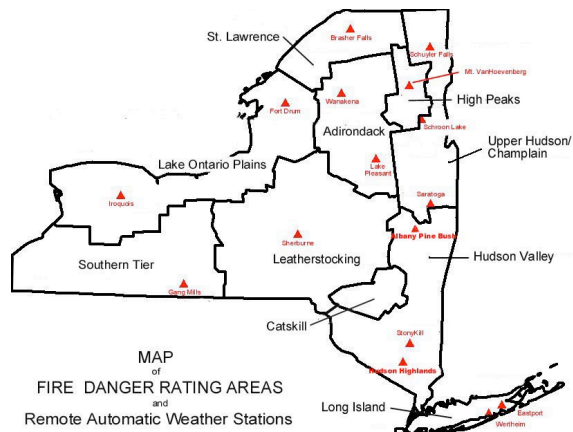 St. Lawrence
Brasher Falls
Schuyler Falls
Mt. VanHoevenberg
High Peaks
Wanakena
Fort Drum
Adirondack
Schroon Lake
Upper Hudson/
Champlain
Lake Ontario Plains
Lake
Pleasant
Iroquois
Saratoga
Sherburne
Albany Pine Bush
Southern Tier
Leatherstocking
Hudson Valley
Gang Mills
Catskill
StonyKill
Hudson Highlands
MAP
of
FIRE DANGER RATING AREAS
and
Remote Automatic Weather Stations
Long Island
Eastport
Wertheim